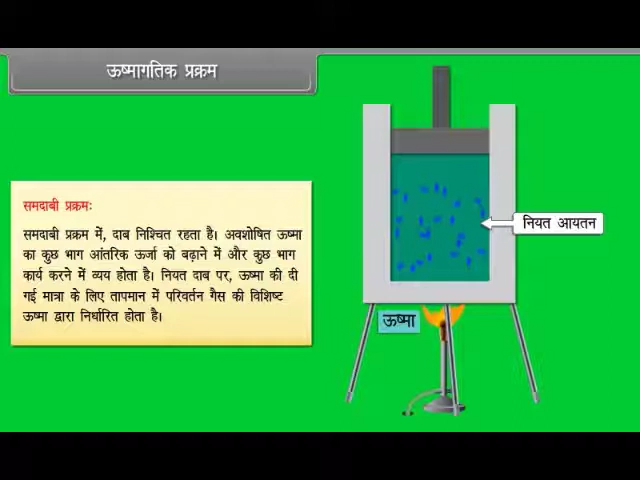 ऊष्मागतिक प्रक्रम
समदाबी प्रक्रमः
समदाबी प्रक्रम में, दाब निश्चित रहता है। अवशोषित ऊष्मा
का कुछ भाग आंतरिक ऊर्जा को बढ़ाने में और कुछ भाग
कार्य करने में व्यय होता है। नियत दाब पर, ऊष्मा की दी
गई मात्रा के लिए तापमान में परिवर्तन गैस की विशिष्ट
ऊष्मा द्वारा निर्धारित होता है।
नियत आयतन
ऊष्मा